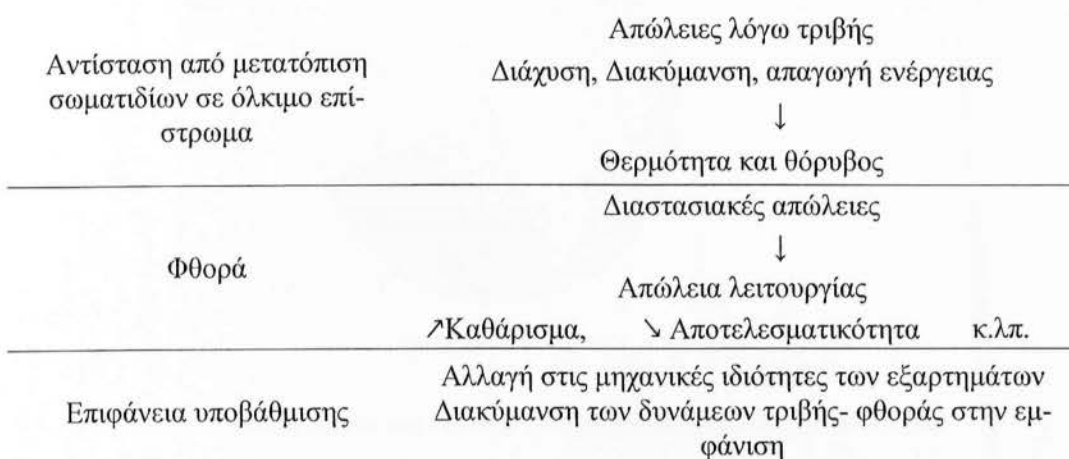 Αντίσταση από μετατόπιση
σωματιδίων σε όλκιμο επί-
στρωμα
Απώλειες λόγω τριβής
Διάχυση, Διακύμανση, απαγωγή ενέργειας
↓
Θερμότητα και θόρυβος
Φθορά
Διαστασιακές απώλειες
↓
Απώλεια λειτουργίας
↗Καθάρισμα, ↘ Αποτελεσματικότητα κ.λπ.
Επιφάνεια υποβάθμισης
Αλλαγή στις μηχανικές ιδιότητες των εξαρτημάτων
Διακύμανση των δυνάμεων τριβής- φθοράς στην εμ-
φάνιση